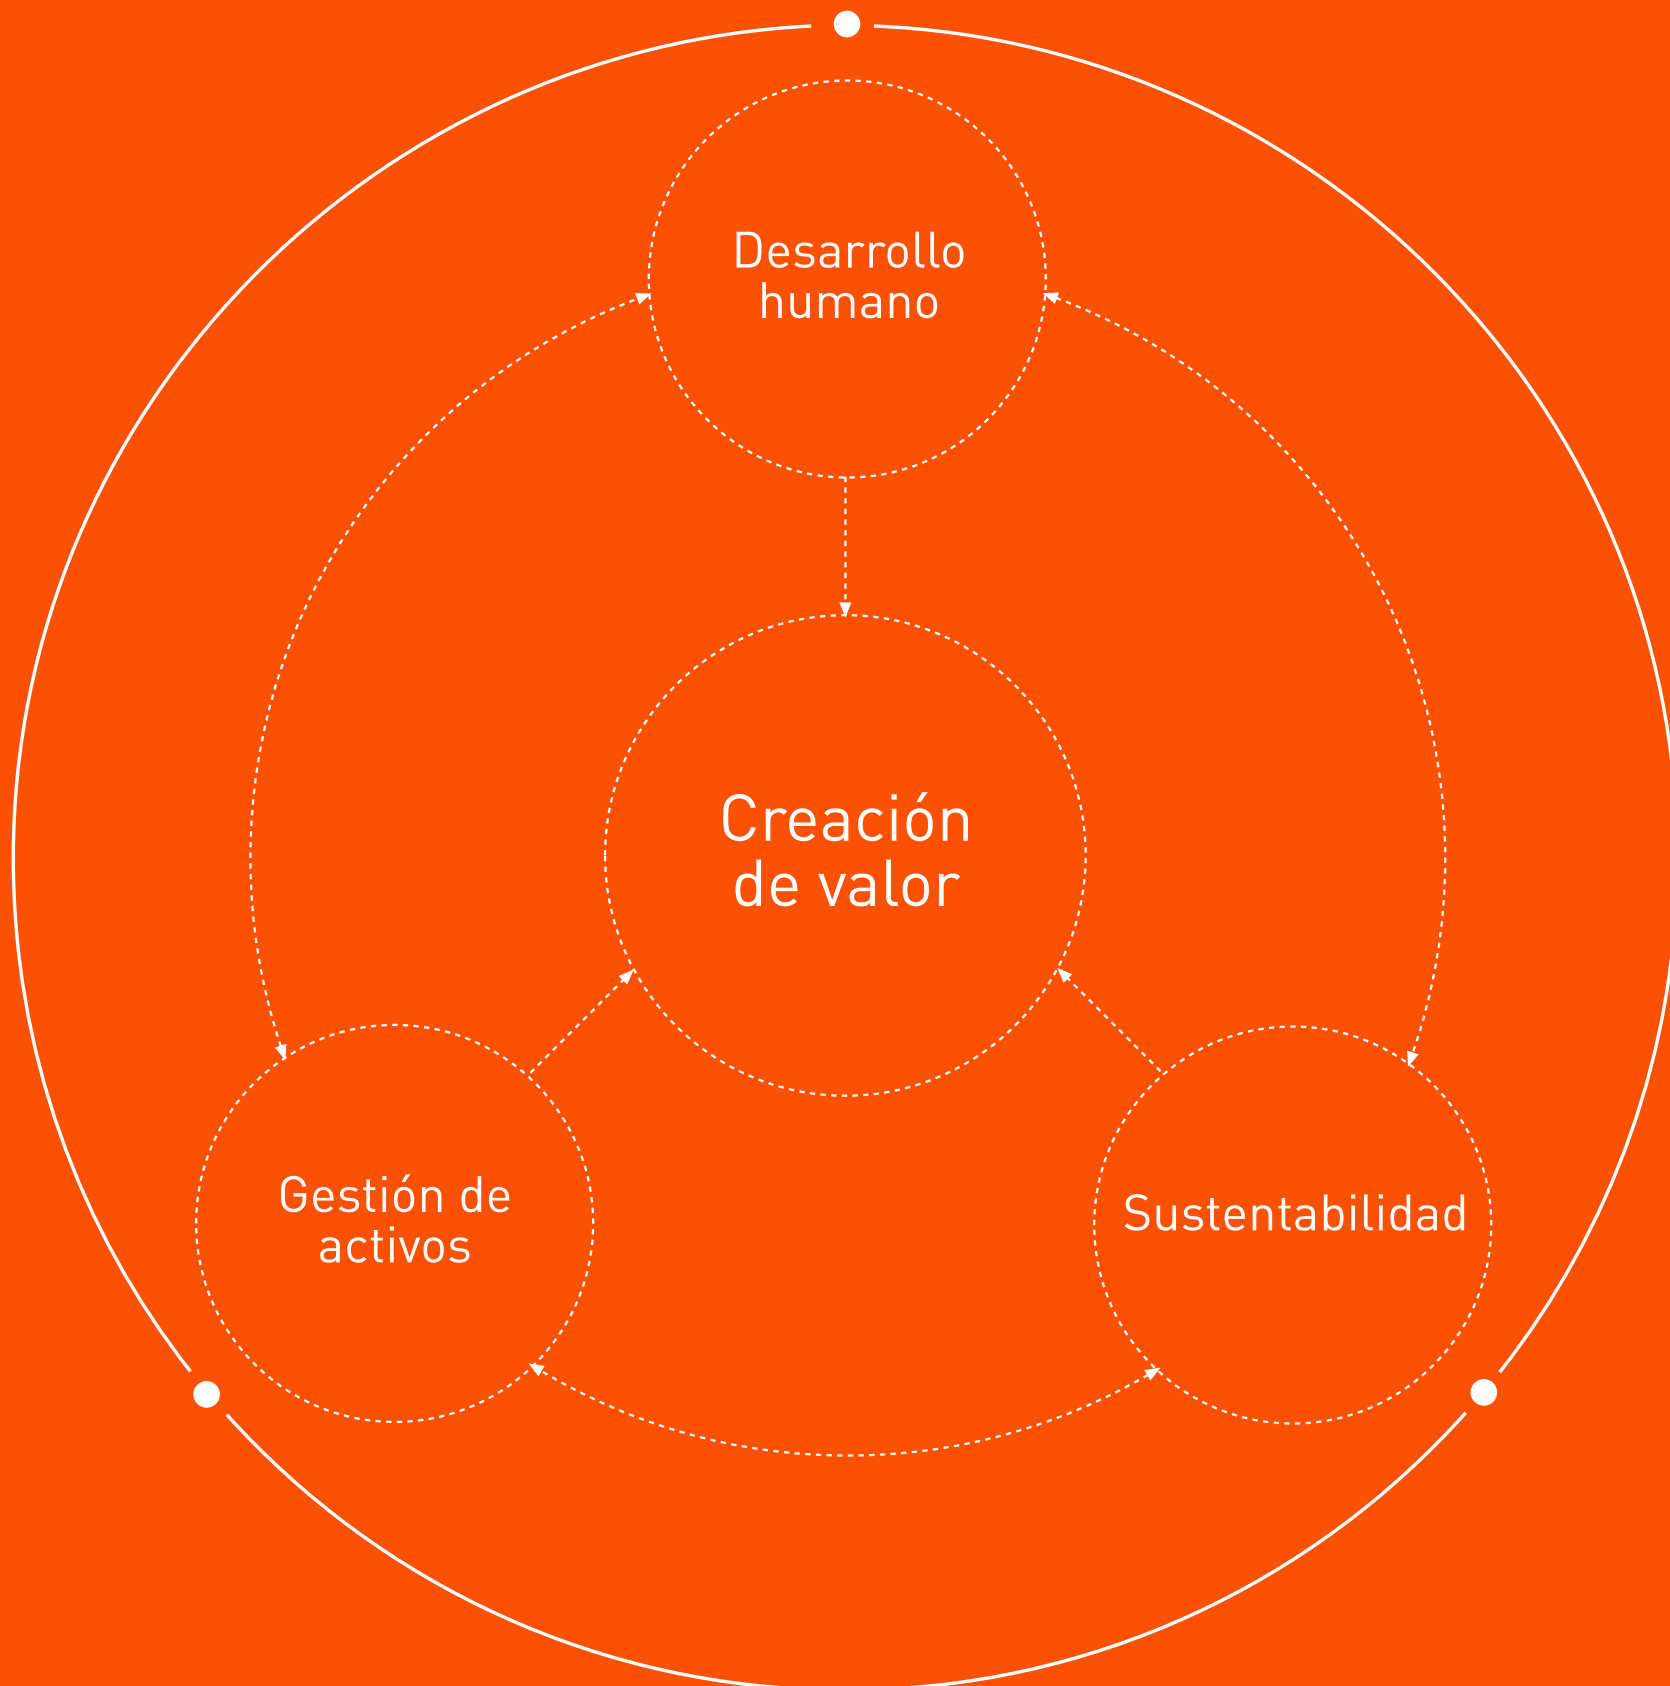 Desarrollo
humano
Creación
de valor
Gestión de
activos
Sustentabilidad